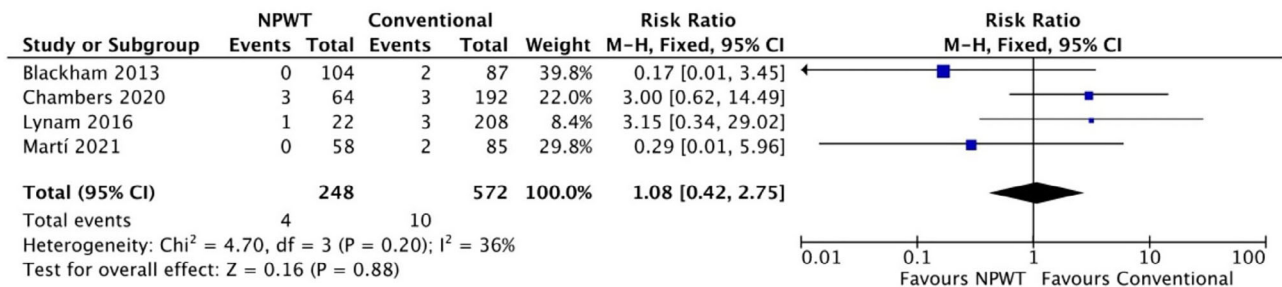 NPWT Conventional Risk Ratio Risk Ratio
Study or Subgroup Events Total Events Total Weight M-H, Fixed, 95% CI M-H, Fixed, 95% CI
Blackham 2013 0 104 2 87 39.8% 0.17 [0.01, 3.45]
Chambers 2020 3 64 3 192 22.0% 3.00 [0.62, 14.49]
Lynam 2016 1 22 3 208 8.4% 3.15 [0.34, 29.02]
Martí 2021 0 58 2 85 29.8% 0.29 [0.01, 5.96]
Total (95% CI) 248 572 100.0% 1.08 [0.42, 2.75]
Total events 4 10
Heterogeneity: Chi² = 4.70, df = 3 (P = 0.20); I² = 36%
Test for overall effect: Z = 0.16 (P = 0.88)
0.01 0.1 1 10 100
Favours NPWT Favours Conventional